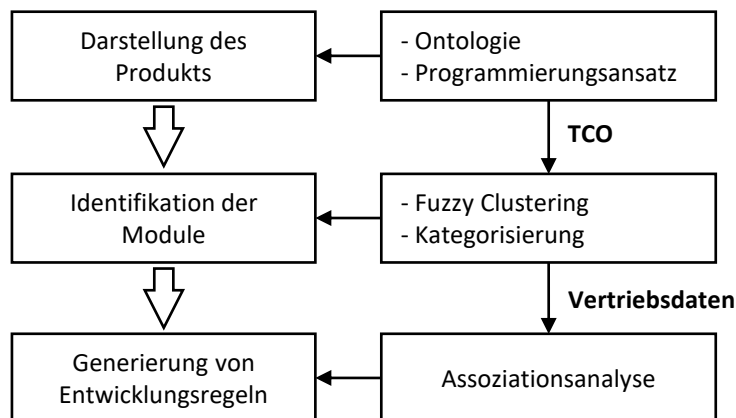 Darstellung des
Produkts
- Ontologie
- Programmierungsansatz
TCO
Identifikation der
Module
- Fuzzy Clustering
- Kategorisierung
Vertriebsdaten
Generierung von
Entwicklungsregeln
Assoziationsanalyse